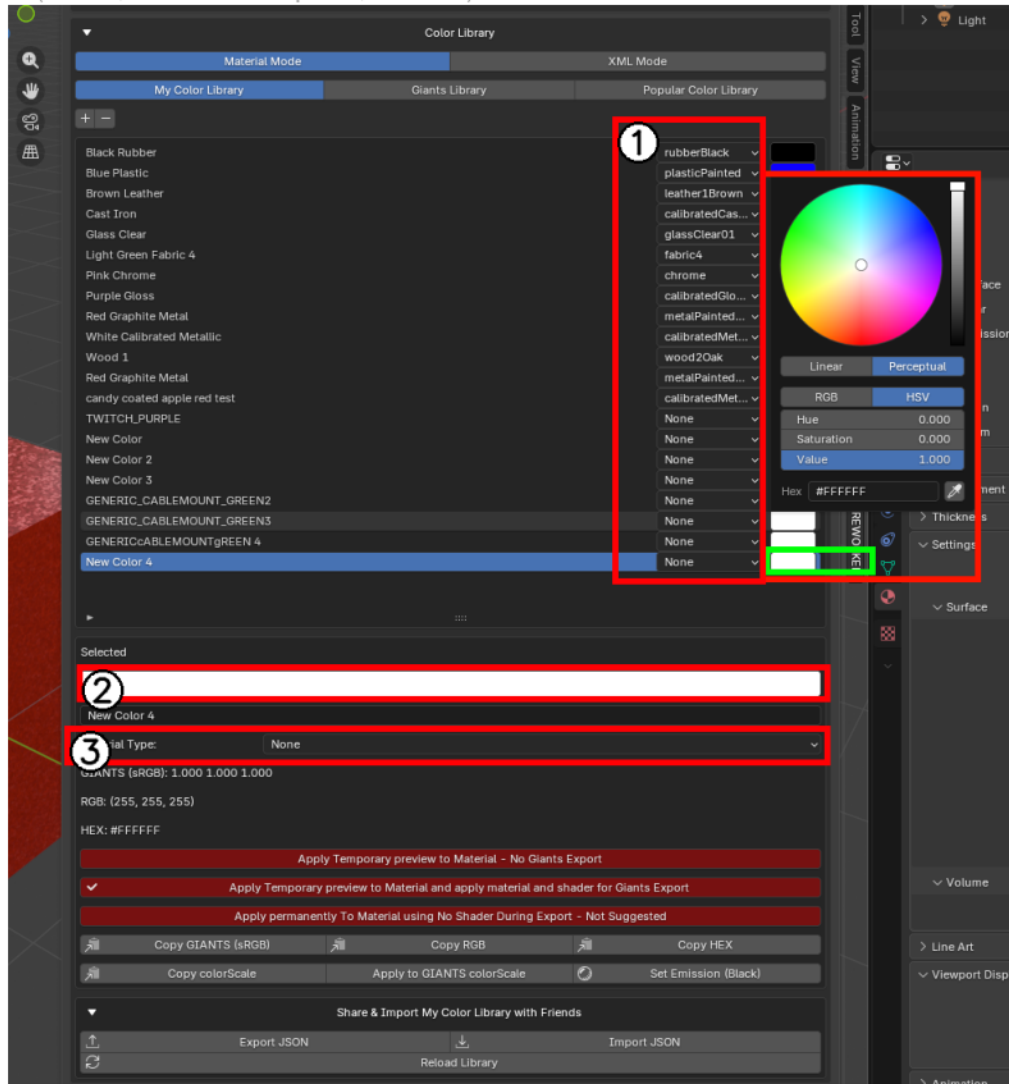 Tool
View
Animation
Light
Color Library
Material Mode XML Mode
My Color Library Giants Library Popular Color Library
+ −
1
Black Rubber rubberBlack
Blue Plastic plasticPainted
Brown Leather leather1Brown
Cast Iron calibratedCas...
Glass Clear glassClear01
Light Green Fabric 4 fabric4
Pink Chrome chrome
Purple Gloss calibratedGlo...
Red Graphite Metal metalPainted...
White Calibrated Metallic calibratedMet...
Wood 1 wood2Oak
Red Graphite Metal metalPainted...
candy coated apple red test calibratedMet...
TWITCH_PURPLE None
New Color None
New Color 2 None
New Color 3 None
GENERIC_CABLEMOUNT_GREEN2 None
GENERIC_CABLEMOUNT_GREEN3 None
GENERICcABLEMOUNTgREEN 4 None
New Color 4 None
Linear Perceptual
RGB HSV
Hue 0.000
Saturation 0.000
Value 1.000
Hex #FFFFFF
Thickness
Settings
Surface
Volume
Line Art
Viewport Disp
Selected
2
New Color 4
3
ial Type: None
GIANTS (sRGB): 1.000 1.000 1.000
RGB: (255, 255, 255)
HEX: #FFFFFF
Apply Temporary preview to Material - No Giants Export
Apply Temporary preview to Material and apply material and shader for Giants Export
Apply permanently To Material using No Shader During Export - Not Suggested
Copy GIANTS (sRGB) Copy RGB Copy HEX
Copy colorScale Apply to GIANTS colorScale Set Emission (Black)
Share & Import My Color Library with Friends
Export JSON Import JSON
Reload Library